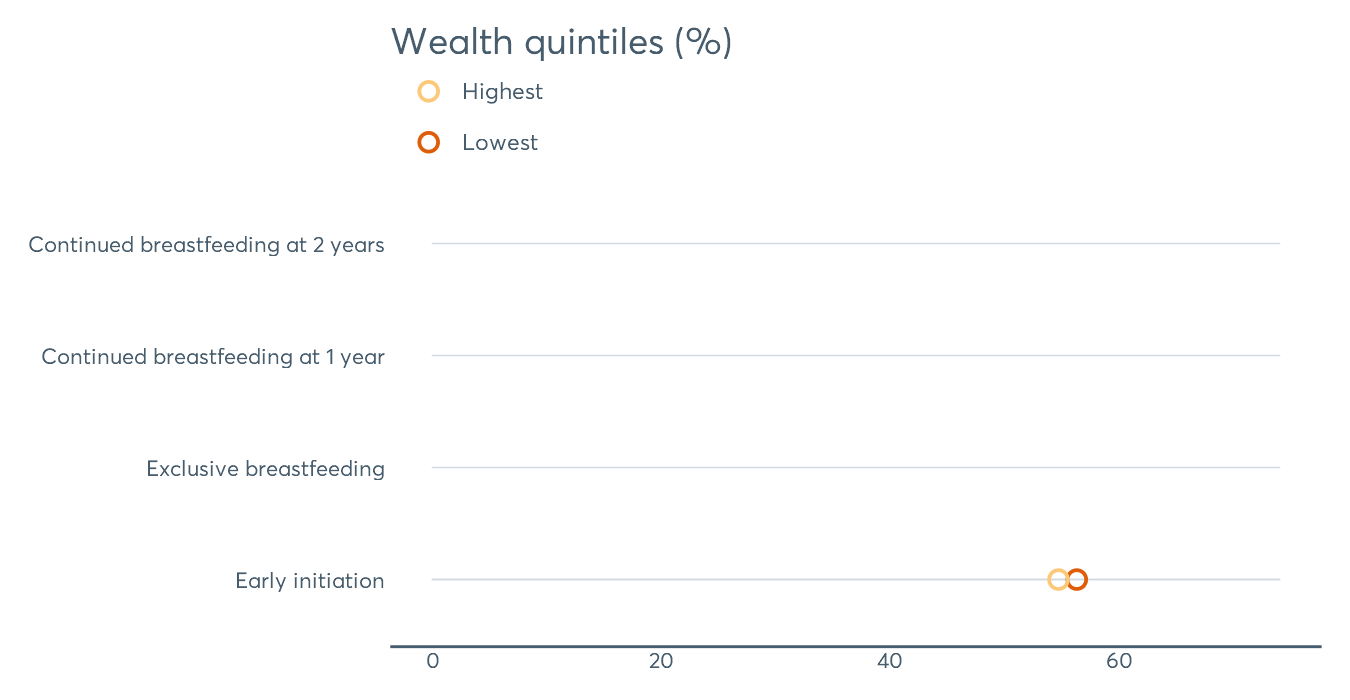 Wealth quintiles (%)
Highest
Lowest
Continued breastfeeding at 2 years
Continued breastfeeding at 1 year
Exclusive breastfeeding
Early initiation
0 20 40 60